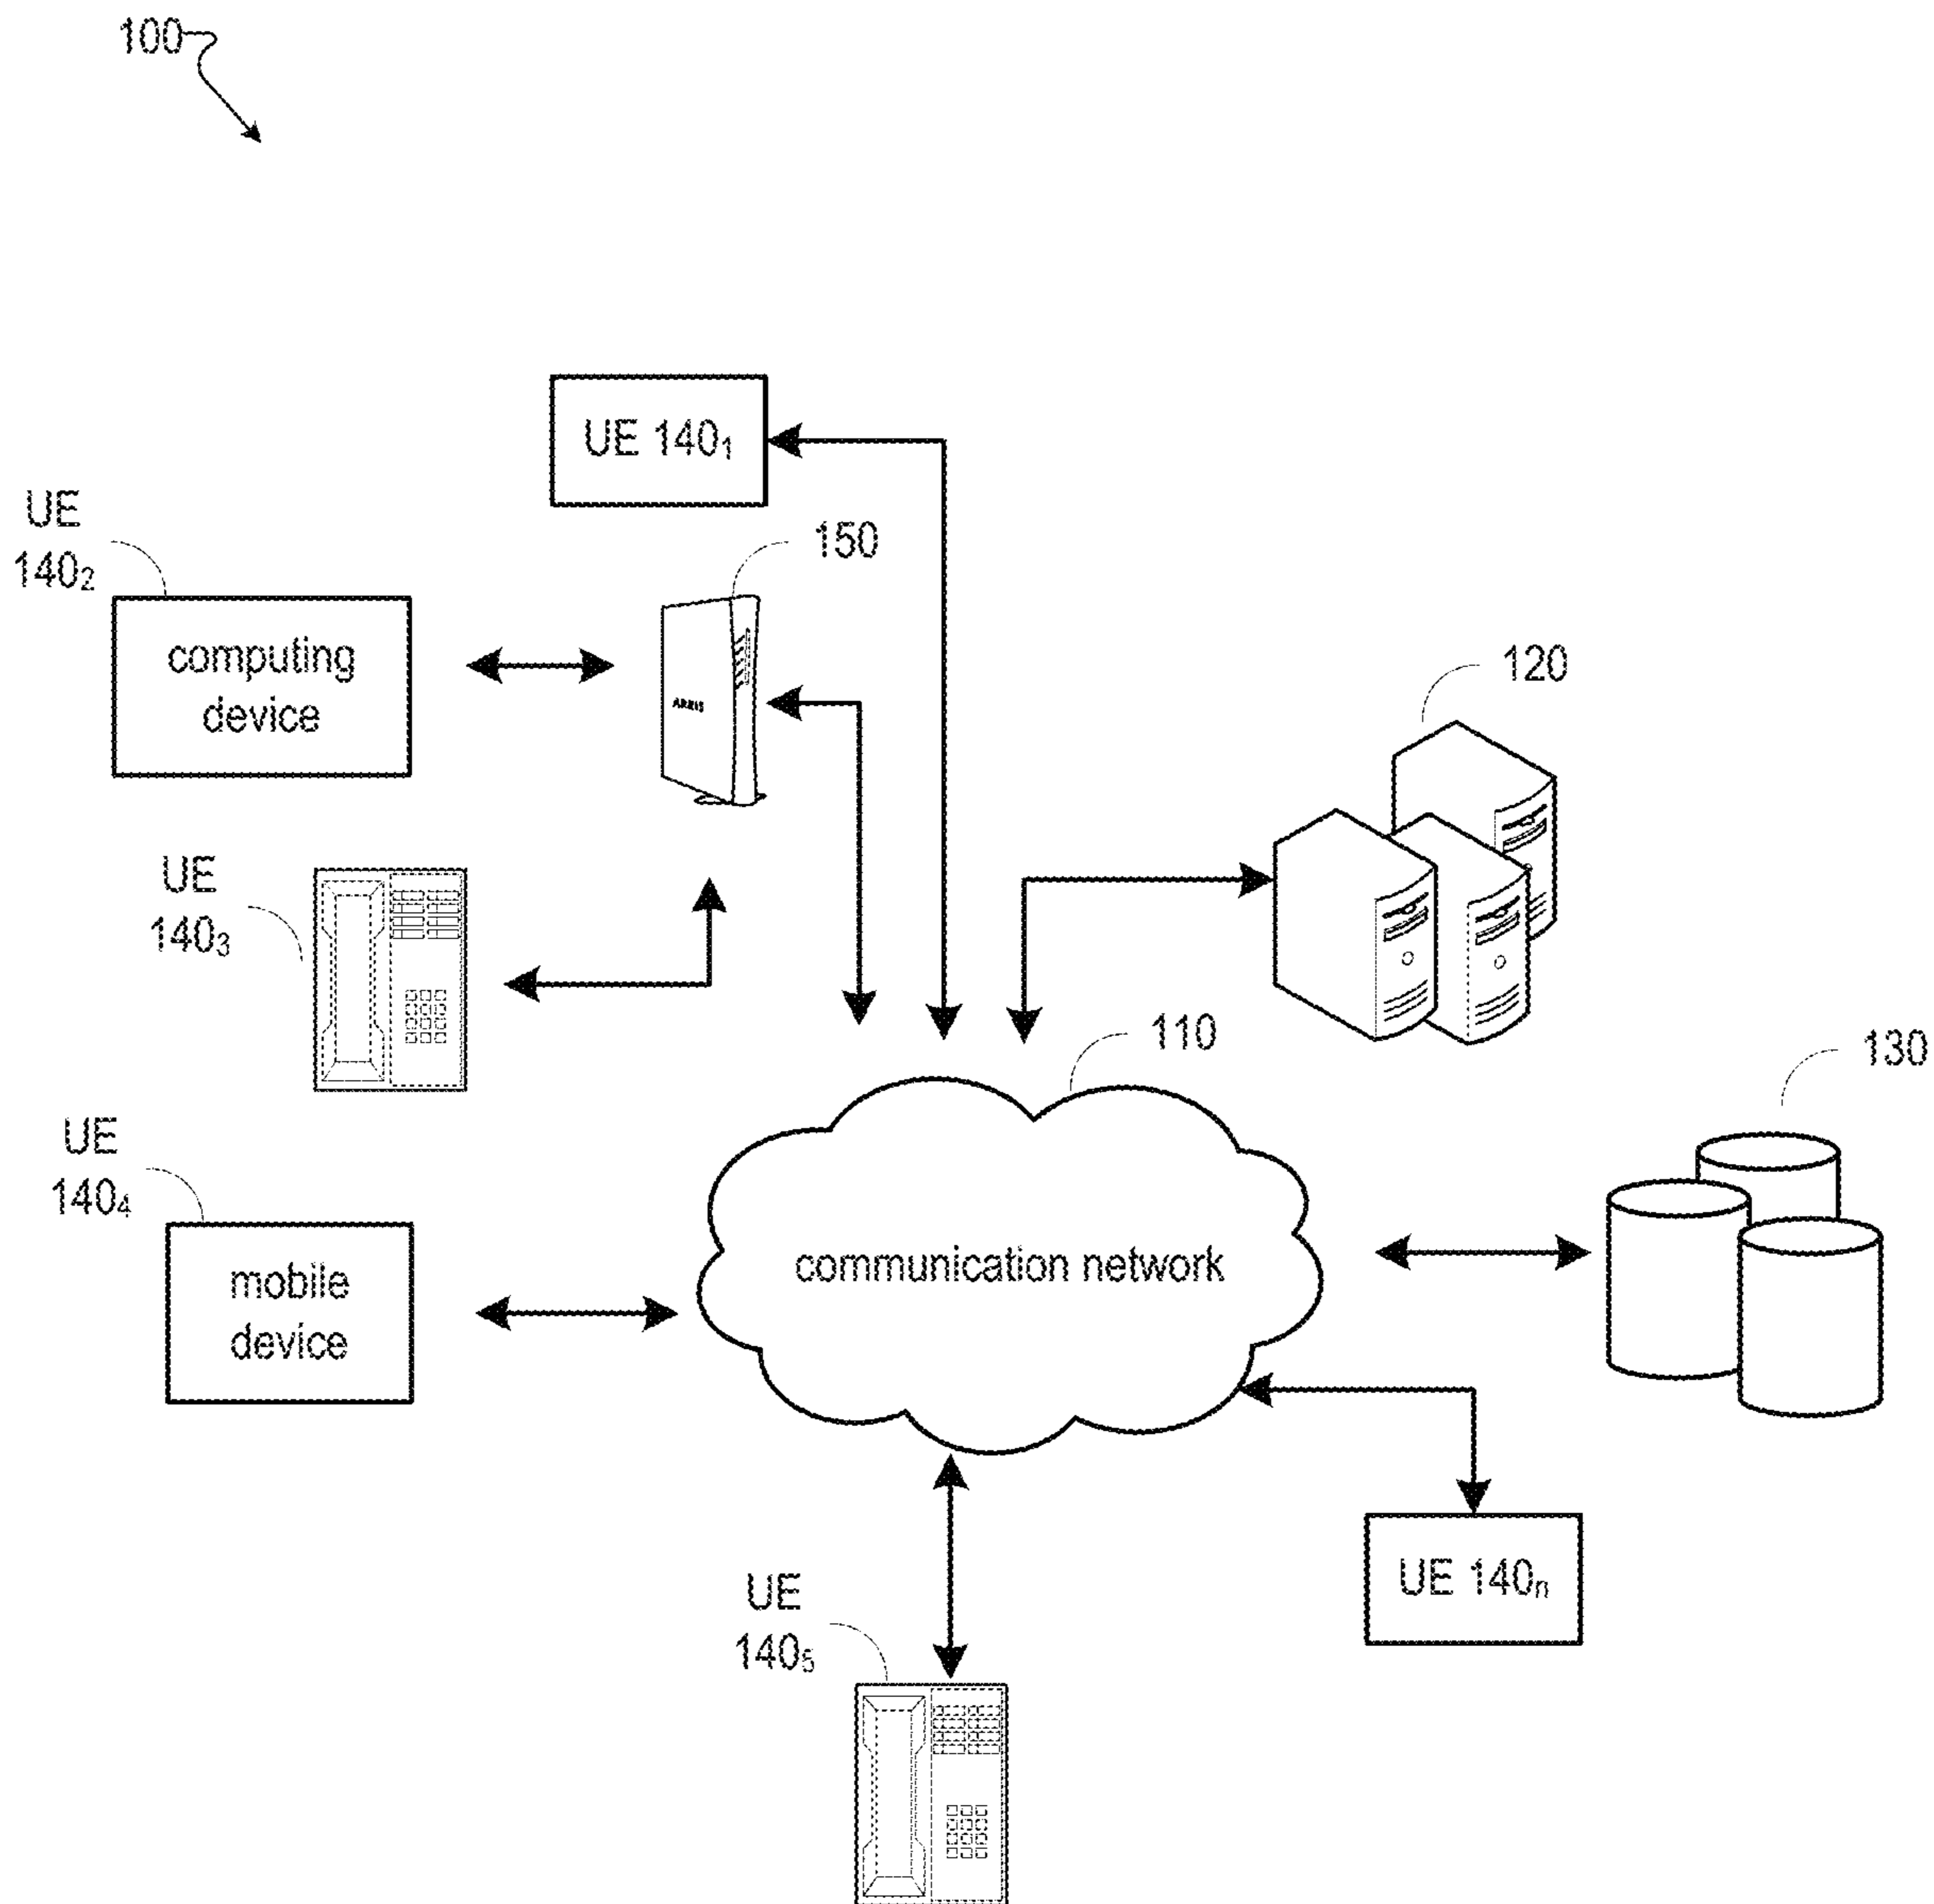 100
UE 140₁
UE
140₂
150
computing
device
ARRIS
120
UE
140₃
110
130
UE
140₄
communication network
mobile
device
UE 140ₙ
UE
140₅